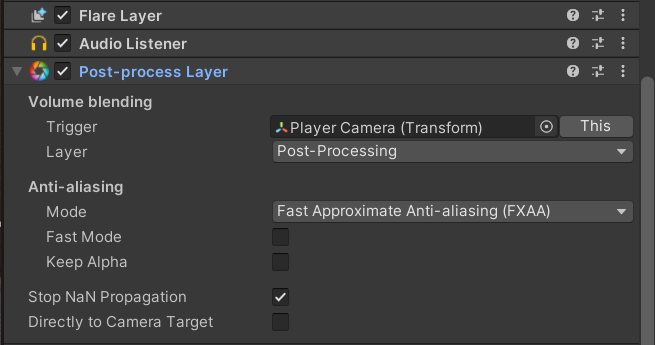 Flare Layer
Audio Listener
Post-process Layer
Volume blending
Trigger Player Camera (Transform) This
Layer Post-Processing
Anti-aliasing
Mode Fast Approximate Anti-aliasing (FXAA)
Fast Mode
Keep Alpha
Stop NaN Propagation
Directly to Camera Target